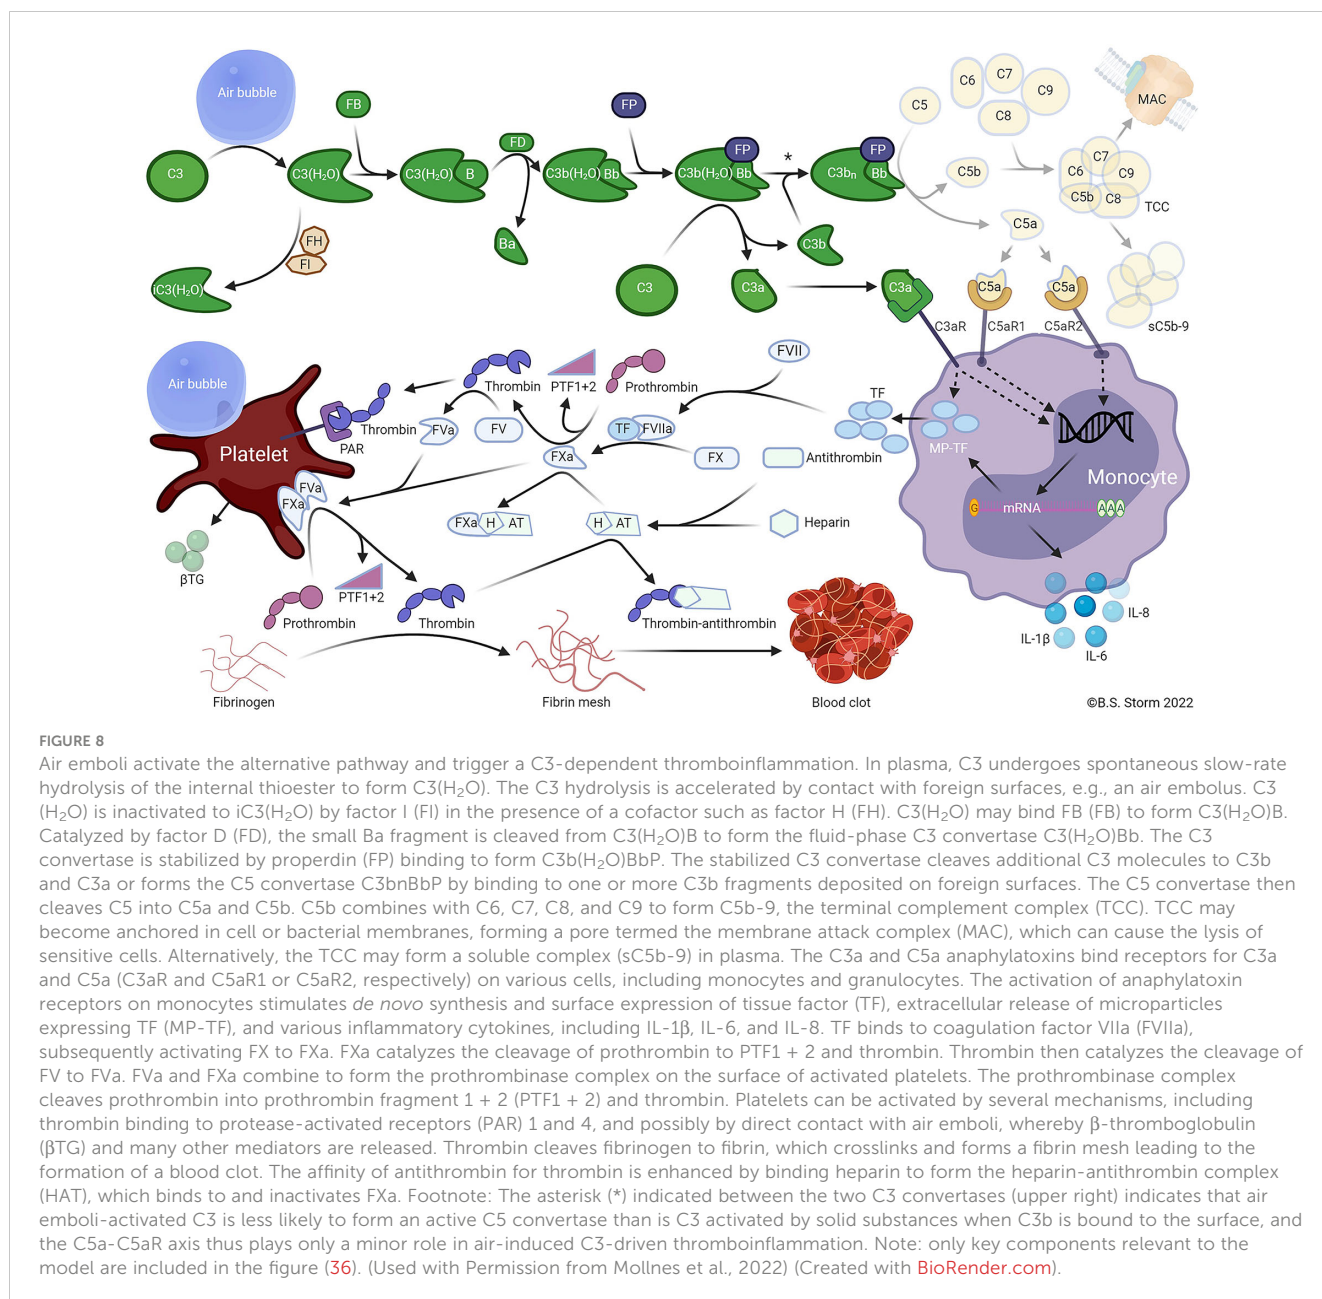 Air bubble
FB
FP
FD
C3
C3(H₂O)
C3(H₂O)
B
C3b(H₂O)
Bb
C3b(H₂O)
FP
Bb
*
C3bₙ
FP
Bb
C5
C6
C7
C9
C8
MAC
C5b
C6
C7
C9
C5b
C8
TCC
FH
FI
iC3(H₂O)
Ba
C3
C3a
C3b
C3a
C5a
C5a
C5a
C3aR
C5aR1
C5aR2
sC5b-9
Air bubble
Platelet
PAR
Thrombin
Thrombin
PTF1+2
Prothrombin
FVII
FVa
FV
TF
FVIIa
FXa
FX
TF
MP-TF
Monocyte
G
mRNA
AAA
Antithrombin
Heparin
FVa
FXa
FXa
H
AT
H
AT
βTG
Prothrombin
PTF1+2
Thrombin
Thrombin-antithrombin
IL-8
IL-1β
IL-6
Fibrinogen
Fibrin mesh
Blood clot
©B.S. Storm 2022
FIGURE 8
Air emboli activate the alternative pathway and trigger a C3-dependent thromboinflammation. In plasma, C3 undergoes spontaneous slow-rate
hydrolysis of the internal thioester to form C3(H₂O). The C3 hydrolysis is accelerated by contact with foreign surfaces, e.g., an air embolus. C3
(H₂O) is inactivated to iC3(H₂O) by factor I (FI) in the presence of a cofactor such as factor H (FH). C3(H₂O) may bind FB (FB) to form C3(H₂O)B.
Catalyzed by factor D (FD), the small Ba fragment is cleaved from C3(H₂O)B to form the fluid-phase C3 convertase C3(H₂O)Bb. The C3
convertase is stabilized by properdin (FP) binding to form C3b(H₂O)BbP. The stabilized C3 convertase cleaves additional C3 molecules to C3b
and C3a or forms the C5 convertase C3bnBbP by binding to one or more C3b fragments deposited on foreign surfaces. The C5 convertase then
cleaves C5 into C5a and C5b. C5b combines with C6, C7, C8, and C9 to form C5b-9, the terminal complement complex (TCC). TCC may
become anchored in cell or bacterial membranes, forming a pore termed the membrane attack complex (MAC), which can cause the lysis of
sensitive cells. Alternatively, the TCC may form a soluble complex (sC5b-9) in plasma. The C3a and C5a anaphylatoxins bind receptors for C3a
and C5a (C3aR and C5aR1 or C5aR2, respectively) on various cells, including monocytes and granulocytes. The activation of anaphylatoxin
receptors on monocytes stimulates de novo synthesis and surface expression of tissue factor (TF), extracellular release of microparticles
expressing TF (MP-TF), and various inflammatory cytokines, including IL-1β, IL-6, and IL-8. TF binds to coagulation factor VIIa (FVIIa),
subsequently activating FX to FXa. FXa catalyzes the cleavage of prothrombin to PTF1 + 2 and thrombin. Thrombin then catalyzes the cleavage of
FV to FVa. FVa and FXa combine to form the prothrombinase complex on the surface of activated platelets. The prothrombinase complex
cleaves prothrombin into prothrombin fragment 1 + 2 (PTF1 + 2) and thrombin. Platelets can be activated by several mechanisms, including
thrombin binding to protease-activated receptors (PAR) 1 and 4, and possibly by direct contact with air emboli, whereby β-thromboglobulin
(βTG) and many other mediators are released. Thrombin cleaves fibrinogen to fibrin, which crosslinks and forms a fibrin mesh leading to the
formation of a blood clot. The affinity of antithrombin for thrombin is enhanced by binding heparin to form the heparin-antithrombin complex
(HAT), which binds to and inactivates FXa. Footnote: The asterisk (*) indicated between the two C3 convertases (upper right) indicates that air
emboli-activated C3 is less likely to form an active C5 convertase than is C3 activated by solid substances when C3b is bound to the surface, and
the C5a-C5aR axis thus plays only a minor role in air-induced C3-driven thromboinflammation. Note: only key components relevant to the
model are included in the figure (36). (Used with Permission from Mollnes et al., 2022) (Created with BioRender.com).